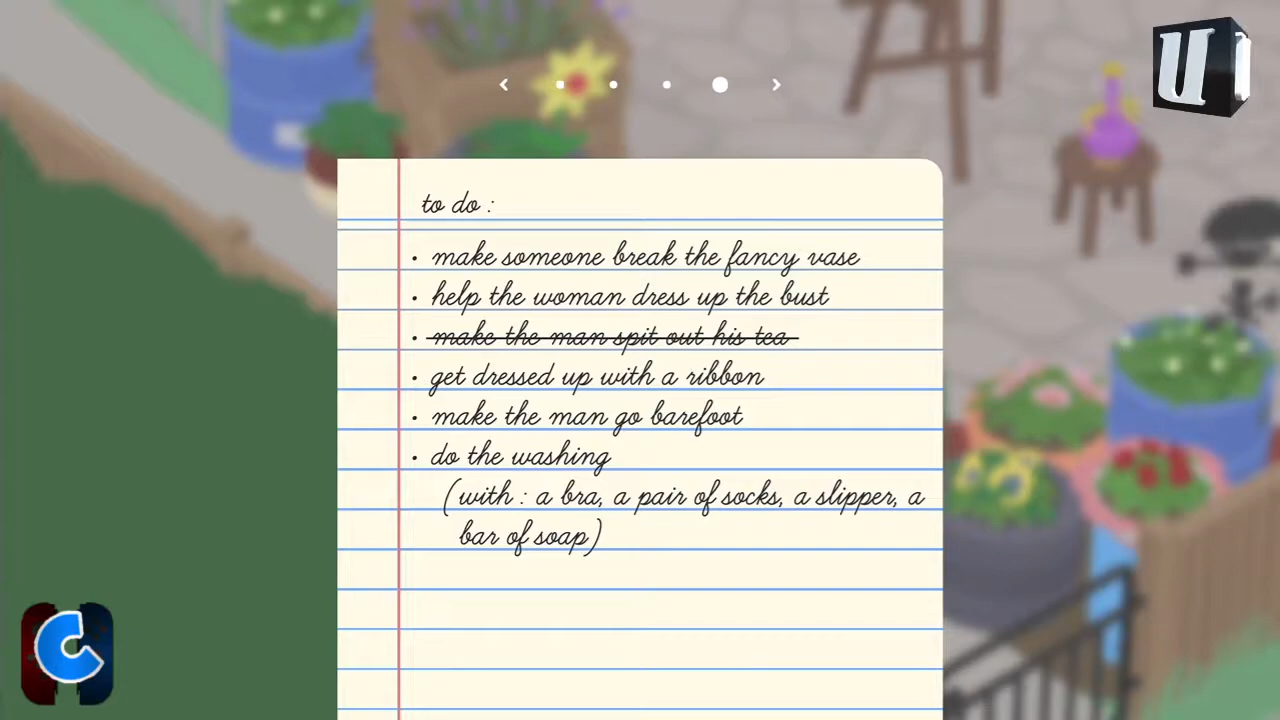 U
to do :
• make someone break the fancy vase
• help the woman dress up the bust
• make the man spit out his tea
• get dressed up with a ribbon
• make the man go barefoot
• do the washing
(with : a bra, a pair of socks, a slipper, a
bar of soap)
C